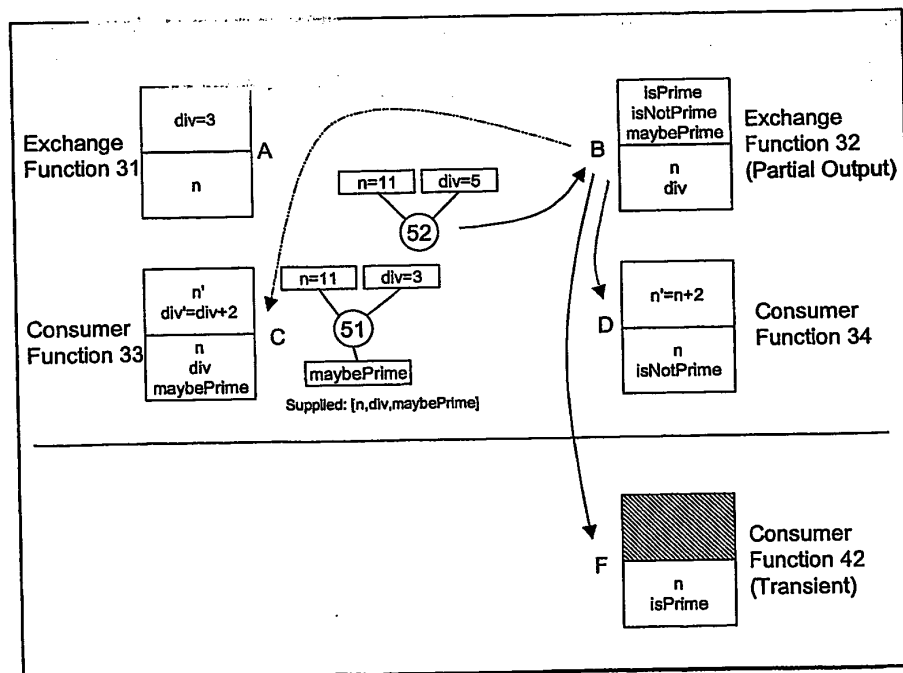 Exchange
Function 31
div=3
n
A
isPrime
isNotPrime
maybePrime
n
div
B
Exchange
Function 32
(Partial Output)
n=11
div=5
52
n=11
div=3
51
maybePrime
Supplied: [n,div,maybePrime]
Consumer
Function 33
n'
div'=div+2
n
div
maybePrime
C
D
n'=n+2
n
isNotPrime
Consumer
Function 34
F
n
isPrime
Consumer
Function 42
(Transient)